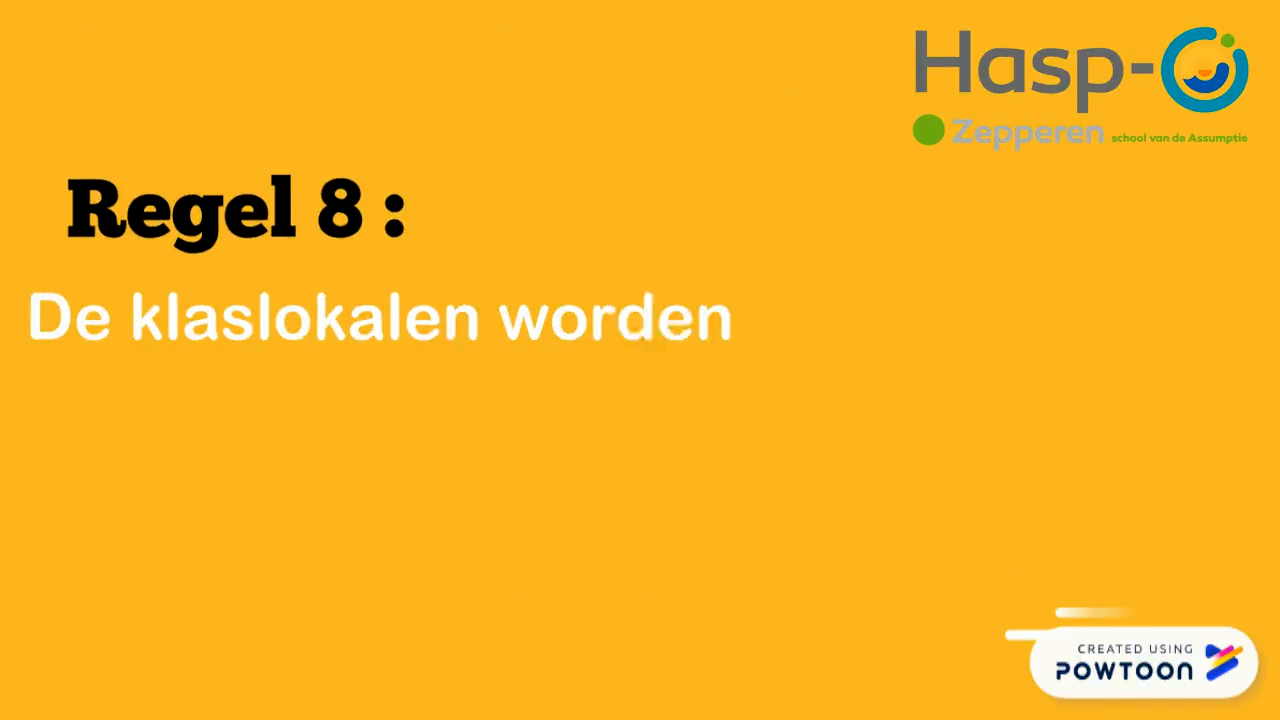 Hasp-O
Zepperen school van de Assumptie
Regel 8 :
De klaslokalen worden
CREATED USING
POWTOON